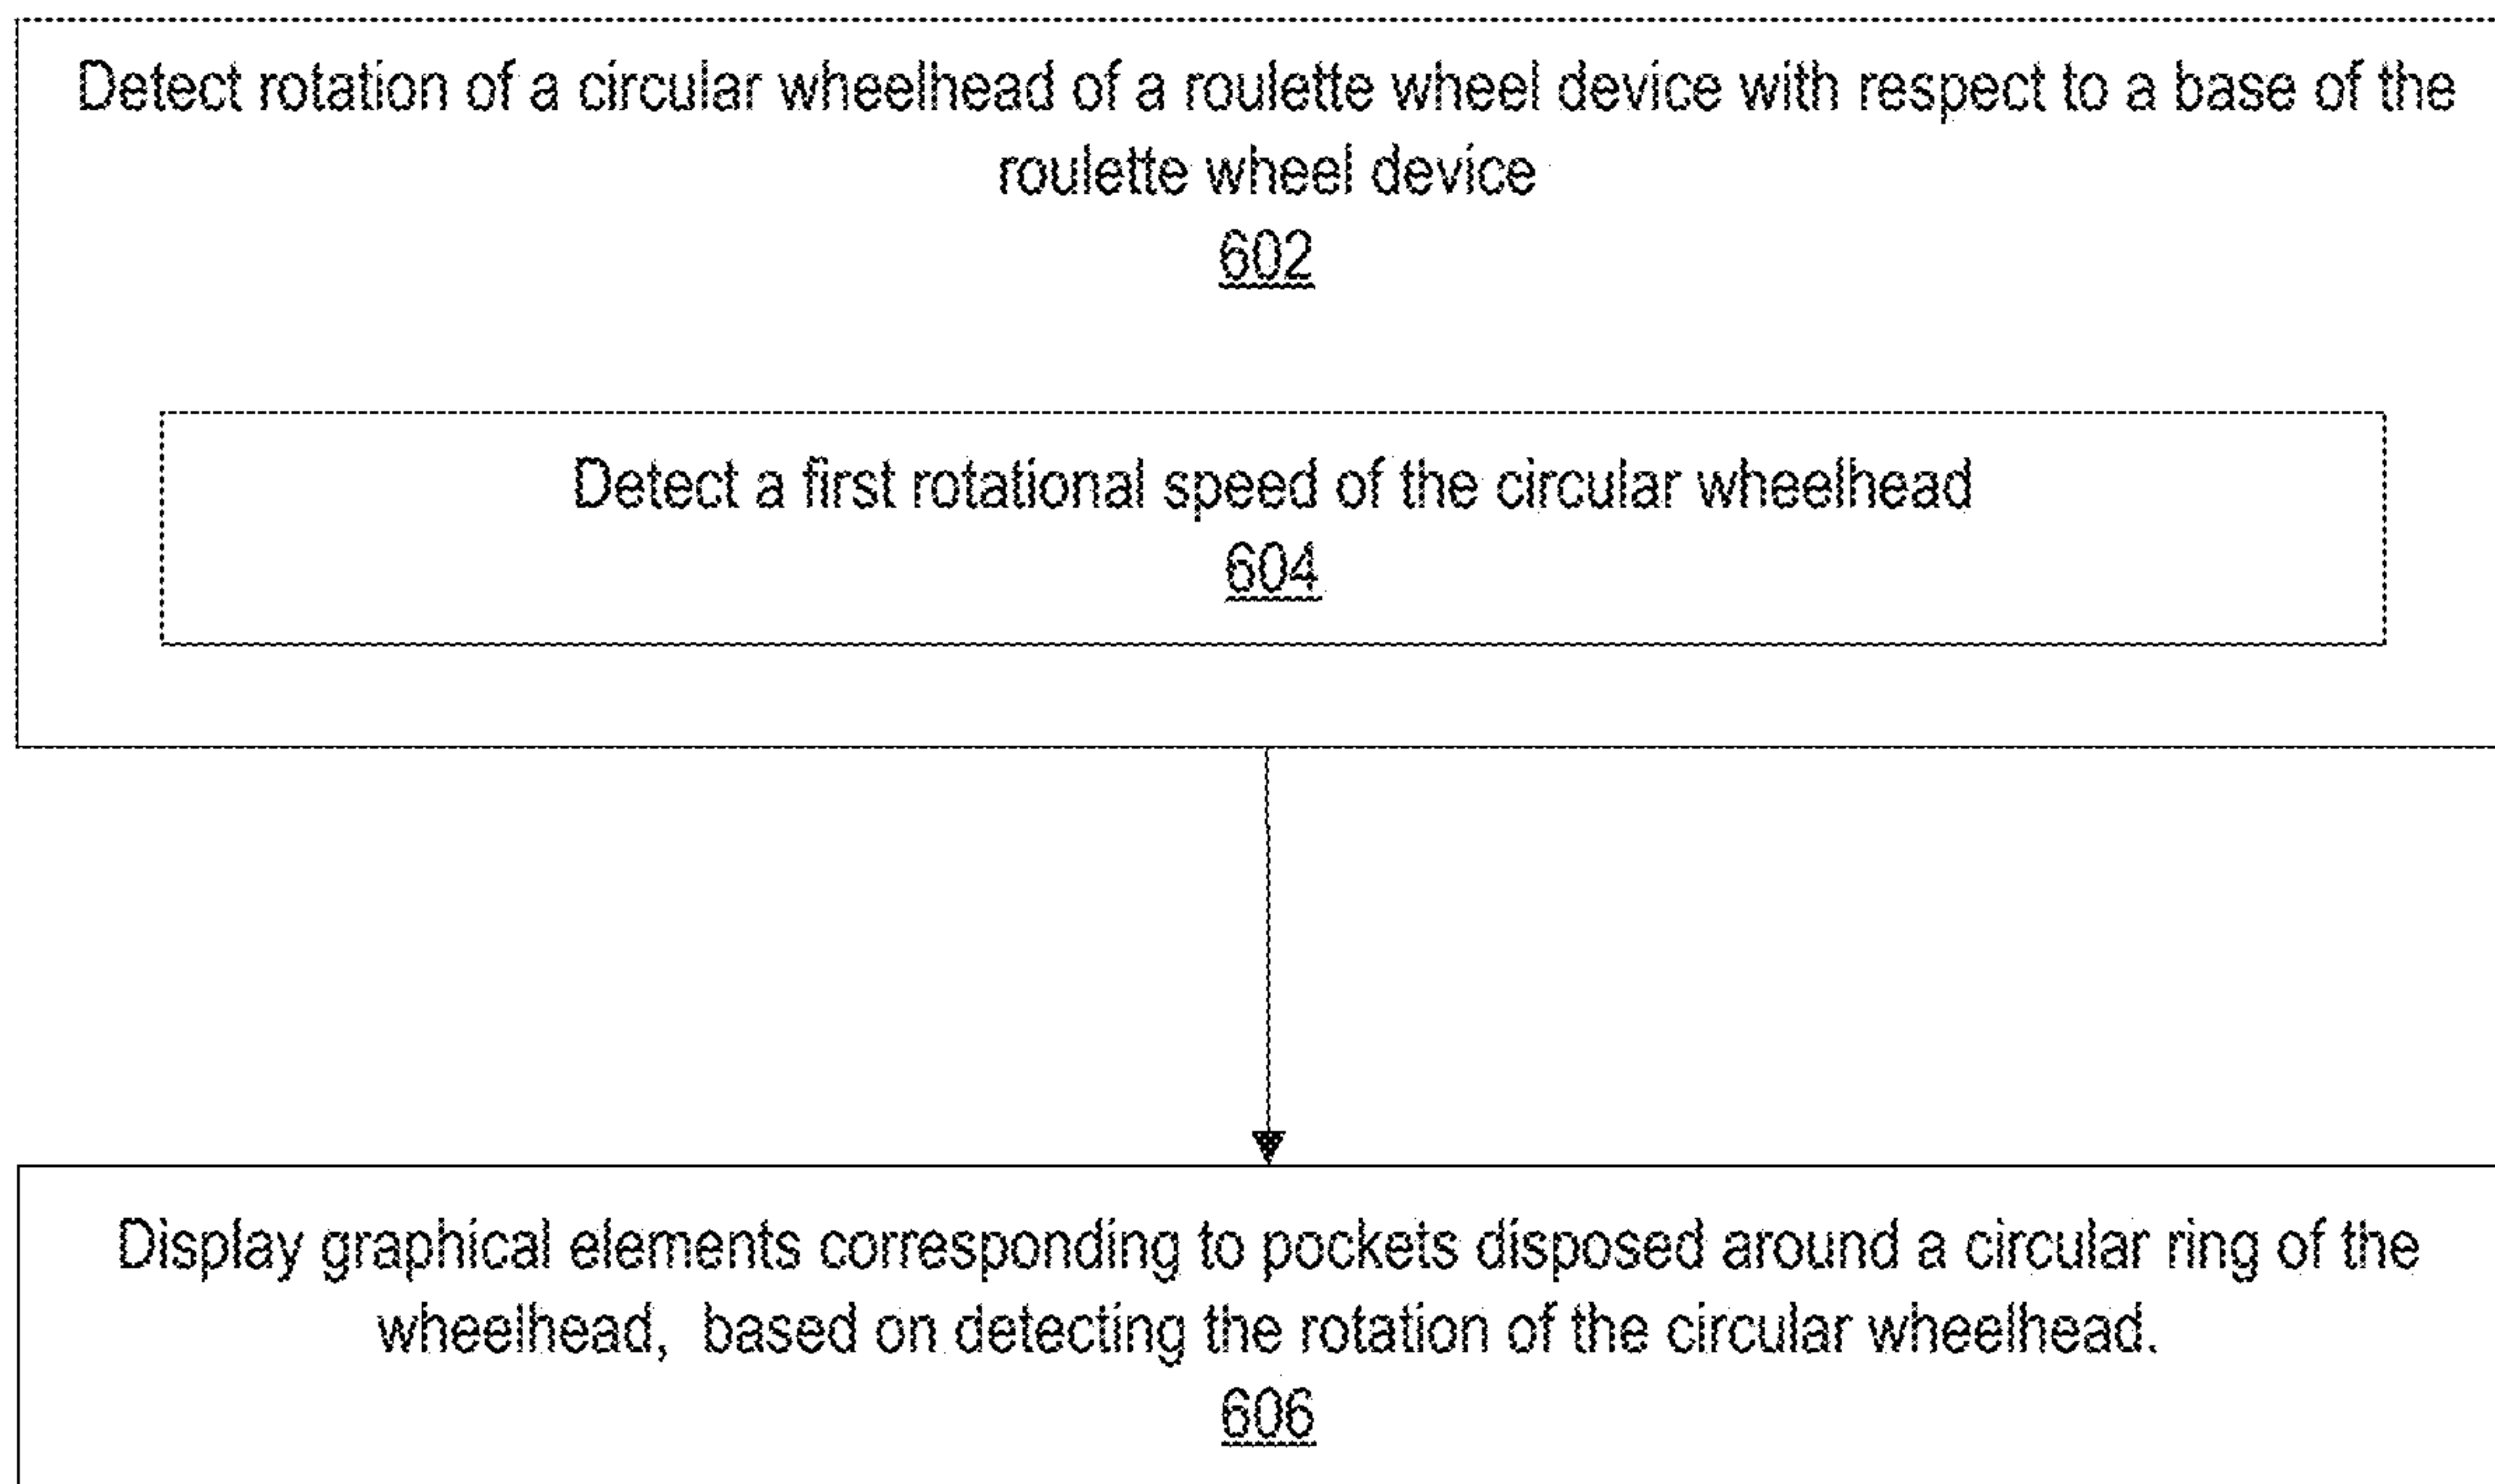 Detect rotation of a circular wheelhead of a roulette wheel device with respect to a base of the
roulette wheel device
602
Detect a first rotational speed of the circular wheelhead
604
Display graphical elements corresponding to pockets disposed around a circular ring of the
wheelhead, based on detecting the rotation of the circular wheelhead.
606